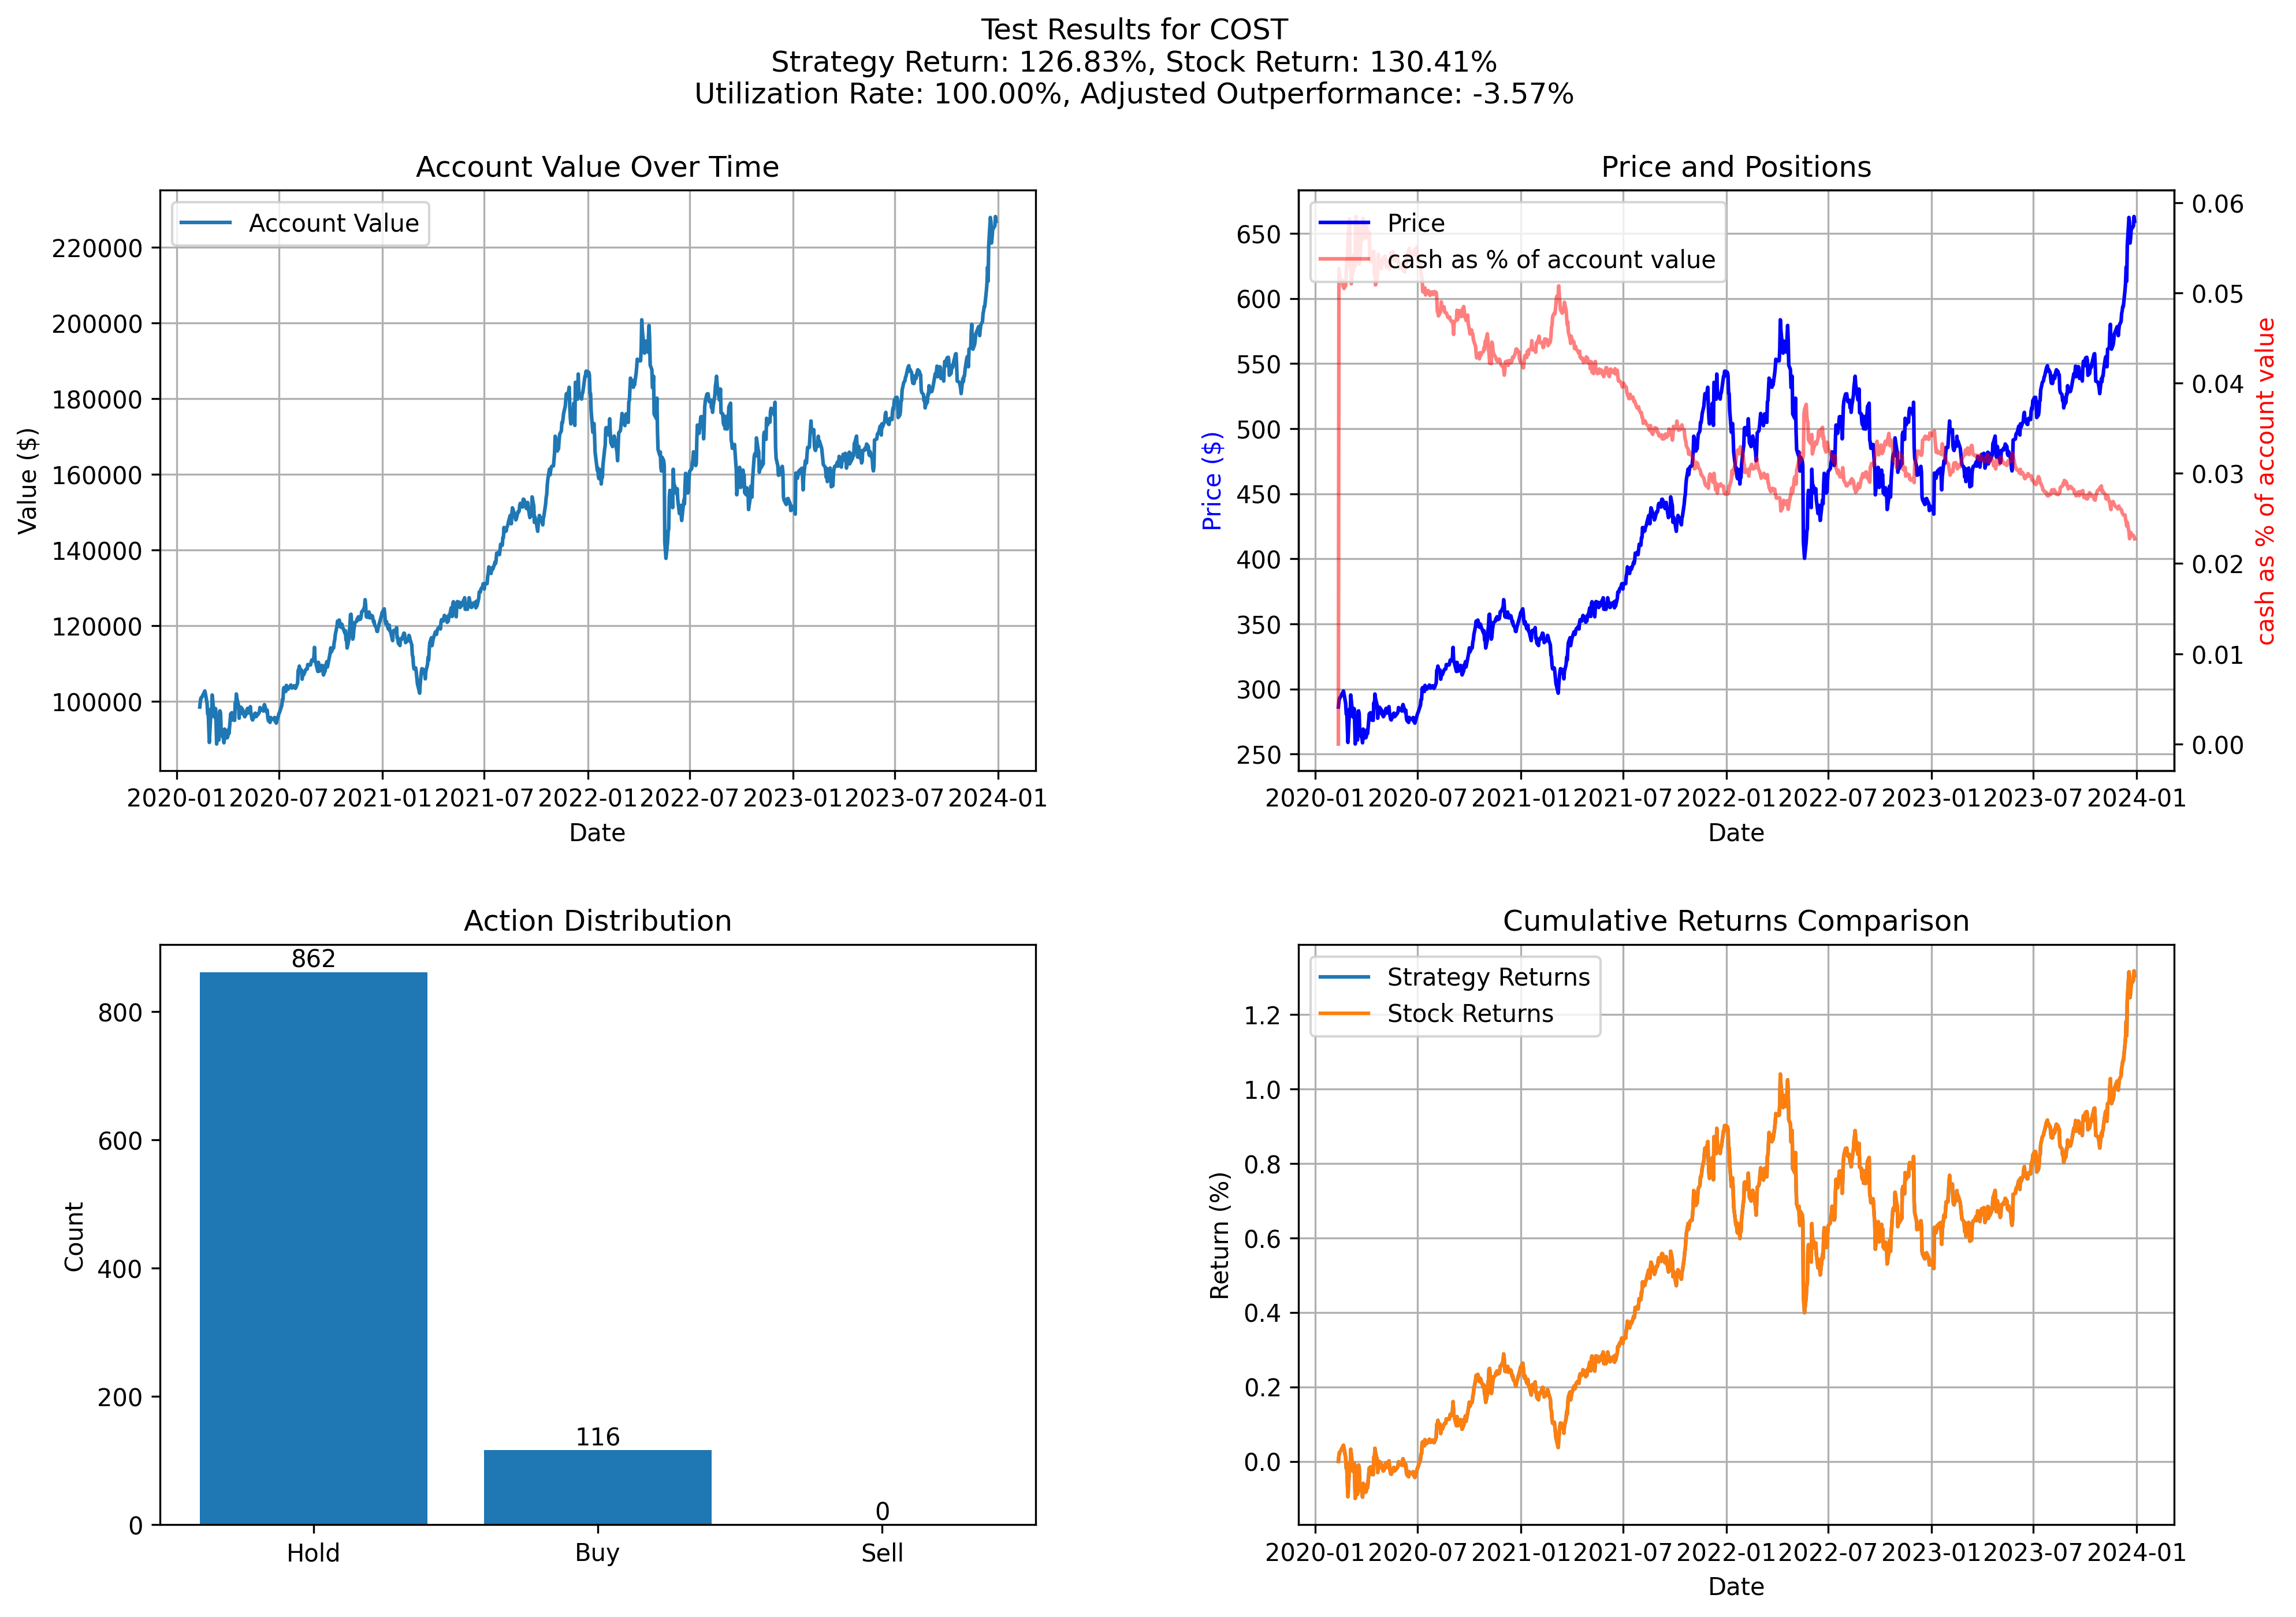 Test Results for COST
Strategy Return: 126.83%, Stock Return: 130.41%
Utilization Rate: 100.00%, Adjusted Outperformance: -3.57%
Account Value Over Time
Account Value
220000
200000
180000
160000
140000
120000
100000
Value ($)
2020-01 2020-07 2021-01 2021-07 2022-01 2022-07 2023-01 2023-07 2024-01
Date
Price and Positions
Price
cash as % of account value
650
600
550
500
450
400
350
300
250
Price ($)
0.06
0.05
0.04
0.03
0.02
0.01
0.00
cash as % of account value
2020-01 2020-07 2021-01 2021-07 2022-01 2022-07 2023-01 2023-07 2024-01
Date
Action Distribution
862
116
0
800
600
400
200
0
Count
Hold Buy Sell
Cumulative Returns Comparison
Strategy Returns
Stock Returns
1.2
1.0
0.8
0.6
0.4
0.2
0.0
Return (%)
2020-01 2020-07 2021-01 2021-07 2022-01 2022-07 2023-01 2023-07 2024-01
Date